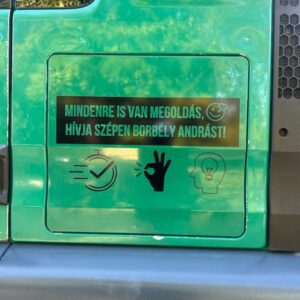 MINDENRE IS VAN MEGOLDÁS,
HÍVJA SZÉPEN BORBÉLY ANDRÁST!